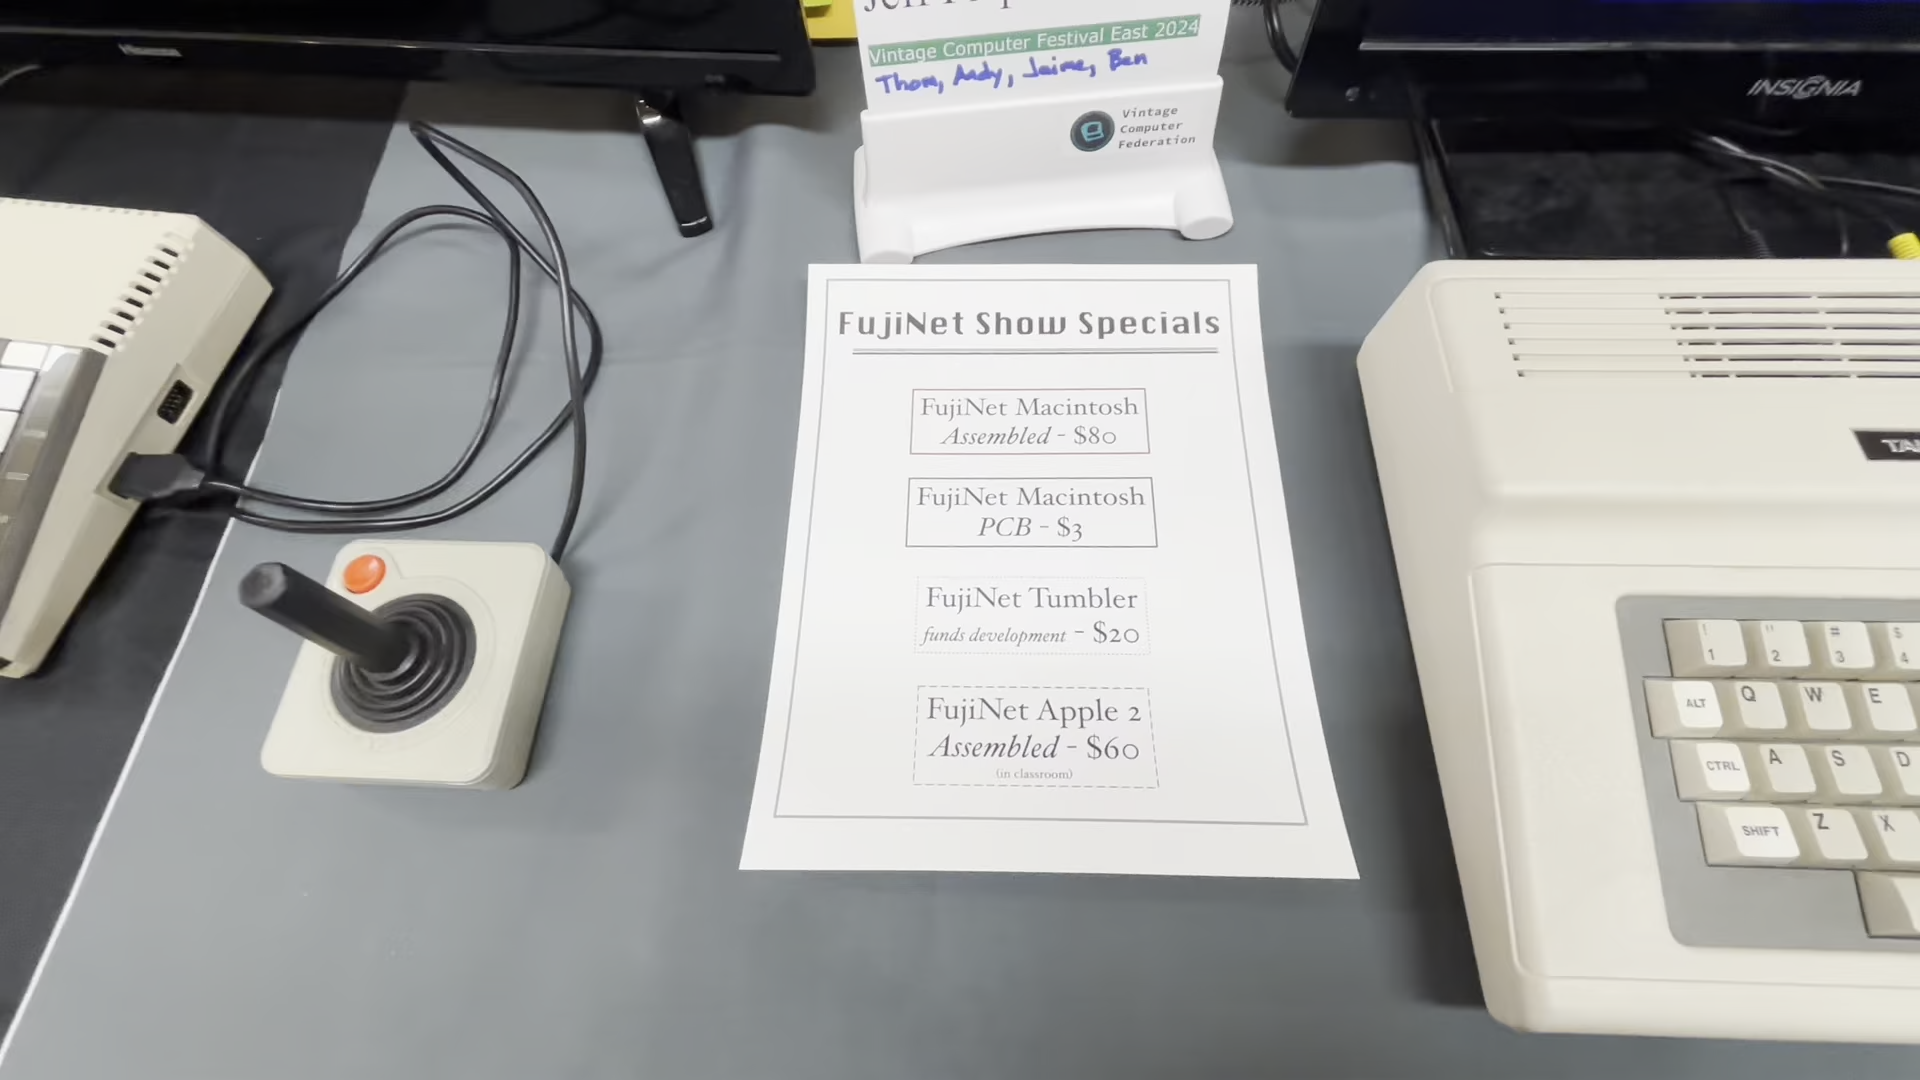 Vintage Computer Festival East 2024
Thom, Andy, Jaime, Ben
Vintage
Computer
Federation
INSIGNIA
FujiNet Show Specials
FujiNet Macintosh
Assembled - $80
FujiNet Macintosh
PCB - $3
FujiNet Tumbler
funds development - $20
FujiNet Apple 2
Assembled - $60
(in classroom)
! " # $
1 2 3 4
ALT Q W E
CTRL A S D
SHIFT Z X